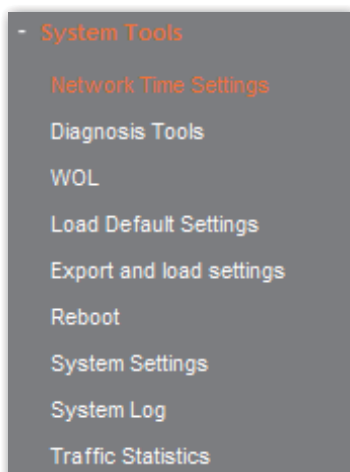 - System Tools
Network Time Settings
Diagnosis Tools
WOL
Load Default Settings
Export and load settings
Reboot
System Settings
System Log
Traffic Statistics